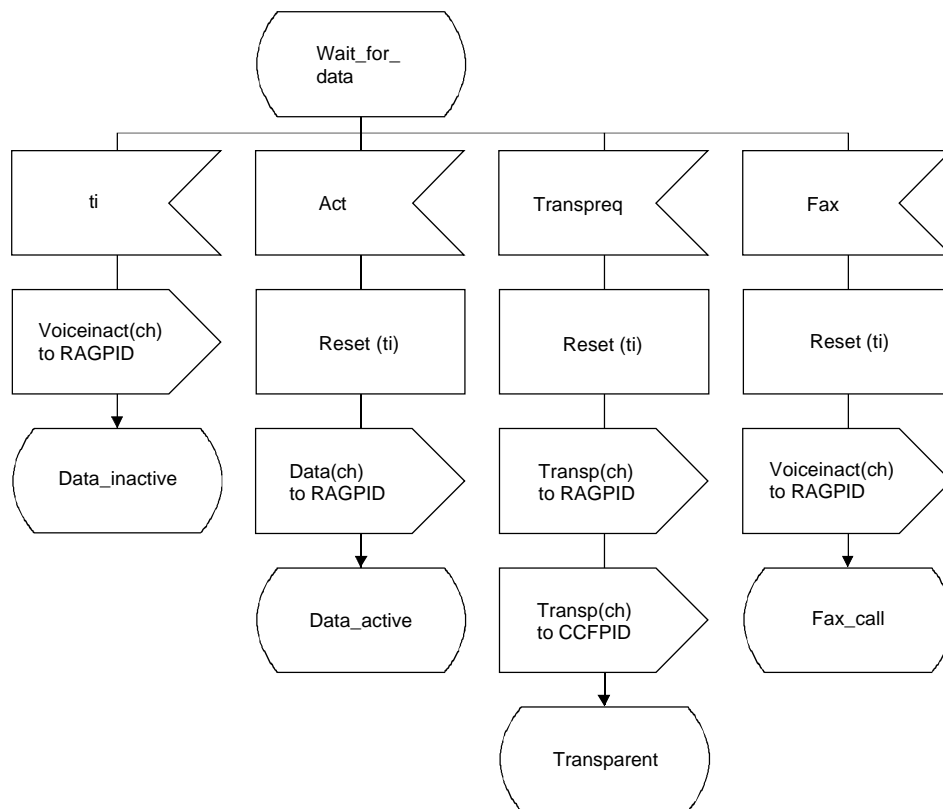 Wait_for_
data
ti
Act
Transpreq
Fax
Voiceinact(ch)
to RAGPID
Reset (ti)
Reset (ti)
Reset (ti)
Data_inactive
Data(ch)
to RAGPID
Transp(ch)
to RAGPID
Voiceinact(ch)
to RAGPID
Data_active
Transp(ch)
to CCFPID
Fax_call
Transparent